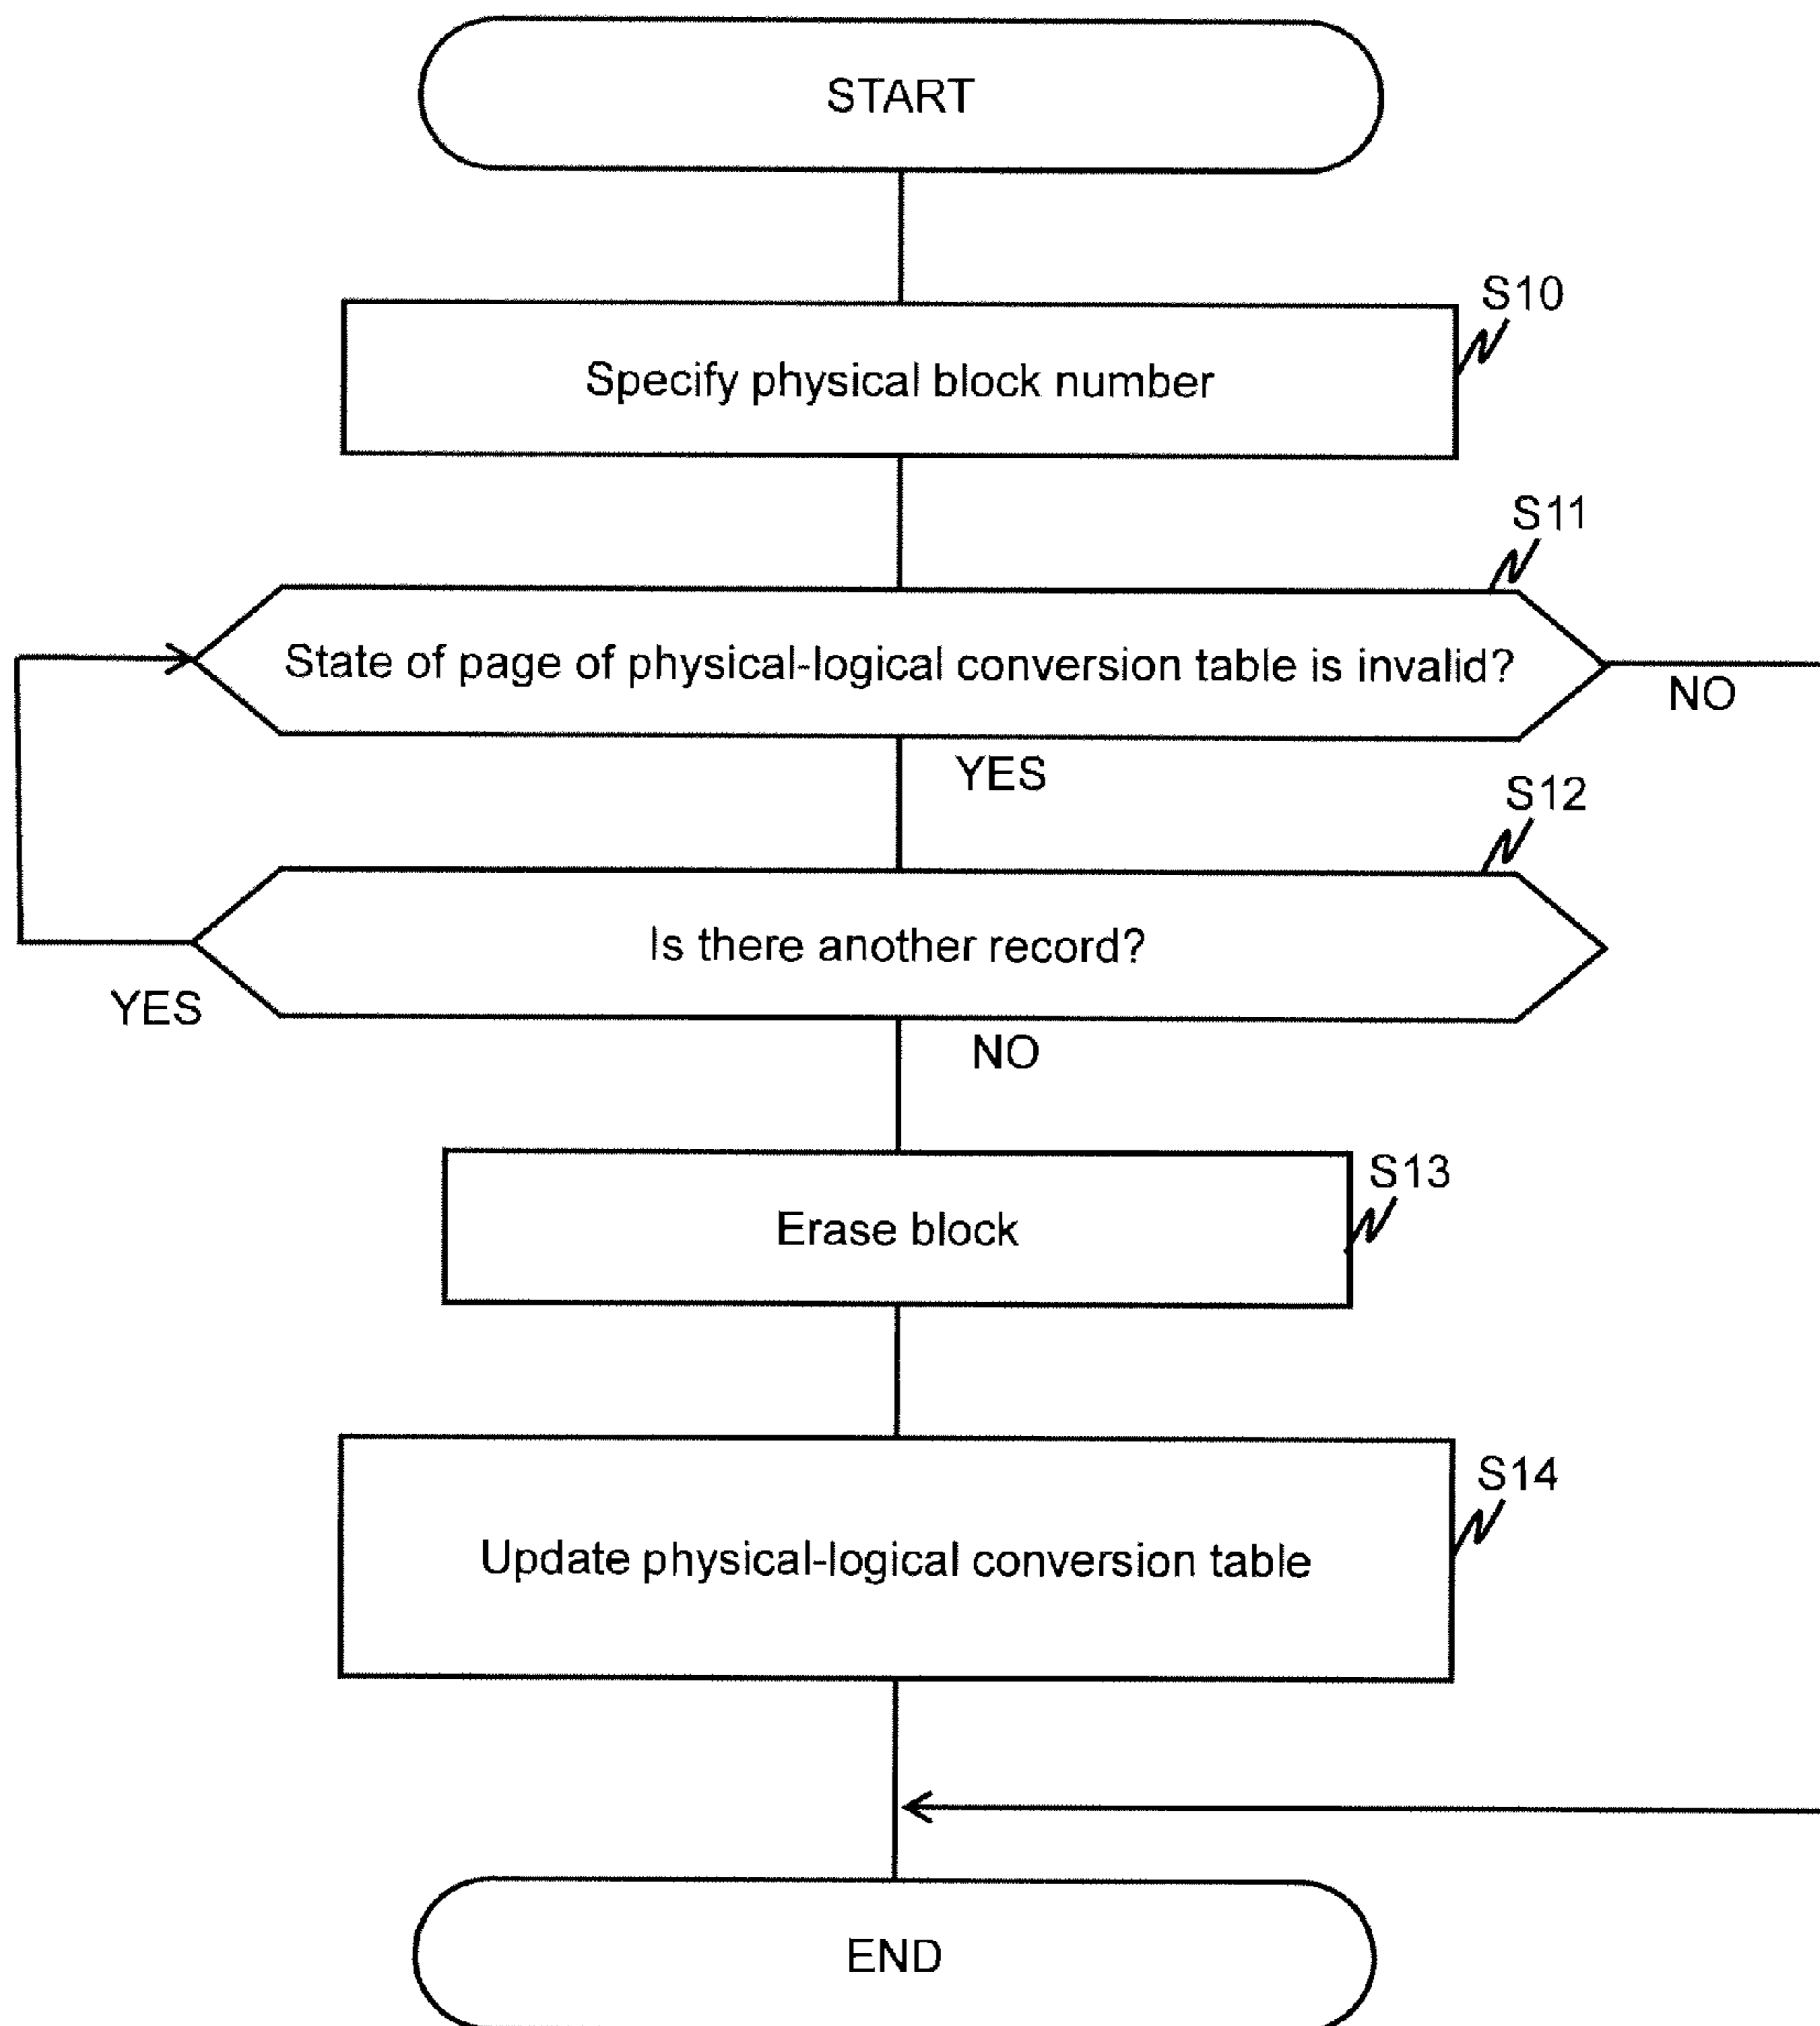 START
S10
Specify physical block number
S11
State of page of physical-logical conversion table is invalid?
NO
YES
S12
Is there another record?
YES
NO
S13
Erase block
S14
Update physical-logical conversion table
END